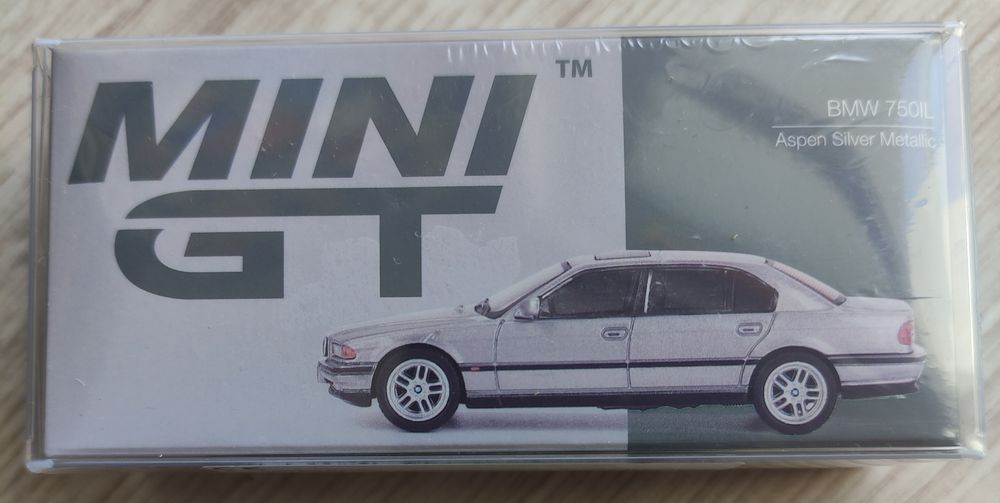 MINI
GT
TM
BMW 750IL
Aspen Silver Metallic